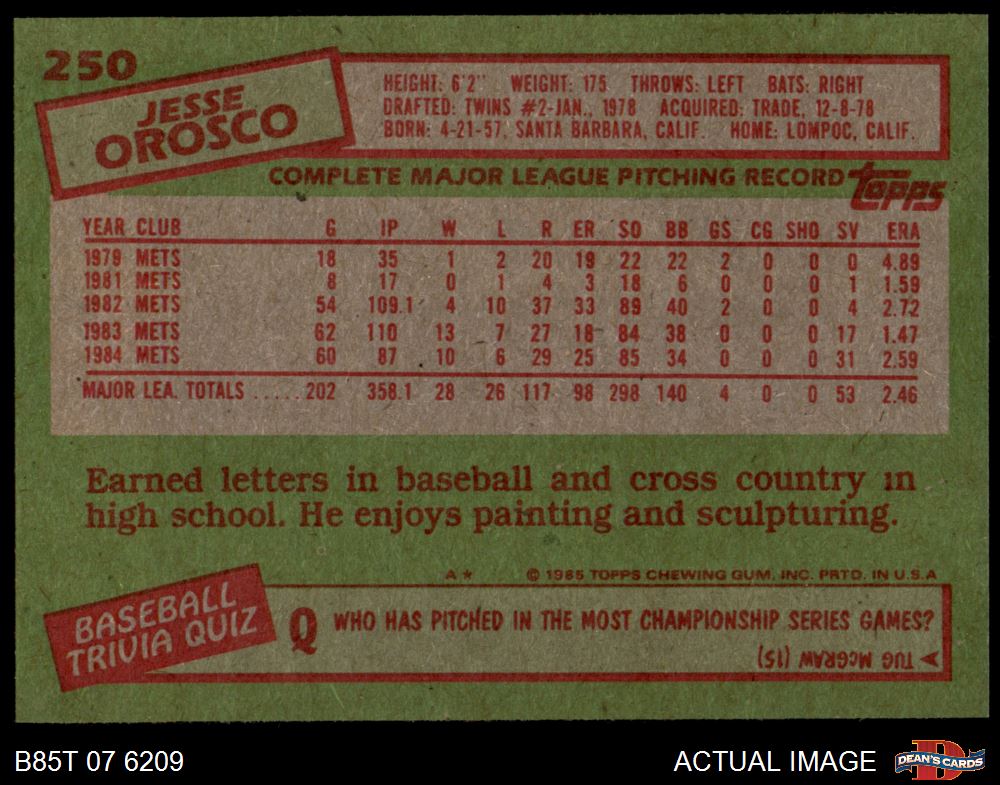 250
JESSE
OROSCO
HEIGHT: 6'2" WEIGHT: 175 THROWS: LEFT BATS: RIGHT
DRAFTED: TWINS #2-JAN., 1978 ACQUIRED: TRADE, 12-8-78
BORN: 4-21-57, SANTA BARBARA, CALIF. HOME: LOMPOC, CALIF.
COMPLETE MAJOR LEAGUE PITCHING RECORD topps
YEAR CLUB G IP W L R ER SO BB GS CG SHO SV ERA
1979 METS 18 35 1 2 20 19 22 22 2 0 0 0 4.89
1981 METS 8 17 0 1 4 3 18 6 0 0 0 1 1.59
1982 METS 54 109.1 4 10 37 33 89 40 2 0 0 4 2.72
1983 METS 62 110 13 7 27 18 84 38 0 0 0 17 1.47
1984 METS 60 87 10 6 29 25 85 34 0 0 0 31 2.59
MAJOR LEA. TOTALS ..... 202 358.1 28 26 117 98 298 140 4 0 0 53 2.46
Earned letters in baseball and cross country in
high school. He enjoys painting and sculpturing.
A* © 1985 TOPPS CHEWING GUM, INC. PRTD. IN U.S.A
BASEBALL
TRIVIA QUIZ
Q WHO HAS PITCHED IN THE MOST CHAMPIONSHIP SERIES GAMES?
➤ TUG McGRAW (15)
B85T 07 6209
ACTUAL IMAGE
D
DEAN'S CARDS